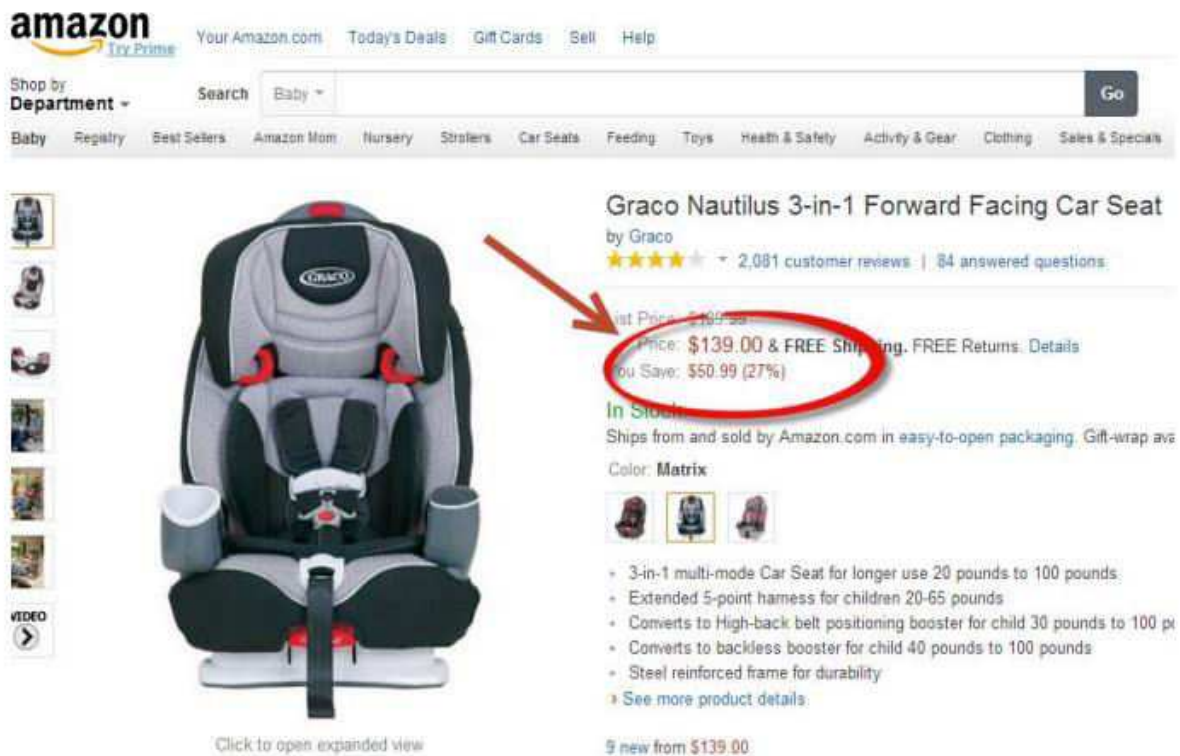 amazon
Try Prime
Your Amazon.com Today's Deals Gift Cards Sell Help
Shop by
Department
Search Baby Go
Baby Registry Best Sellers Amazon Mom Nursery Strollers Car Seats Feeding Toys Health & Safety Activity & Gear Clothing Sales & Specials
GRACO
VIDEO
Click to open expanded view
Graco Nautilus 3-in-1 Forward Facing Car Seat
by Graco
2,081 customer reviews | 84 answered questions
List Price: $189.99
Price: $139.00 & FREE Shipping. FREE Returns. Details
You Save: $50.99 (27%)
In Stock.
Ships from and sold by Amazon.com in easy-to-open packaging. Gift-wrap ava
Color: Matrix
3-in-1 multi-mode Car Seat for longer use 20 pounds to 100 pounds
Extended 5-point harness for children 20-65 pounds
Converts to High-back belt positioning booster for child 30 pounds to 100 po
Converts to backless booster for child 40 pounds to 100 pounds
Steel reinforced frame for durability
See more product details
9 new from $139.00